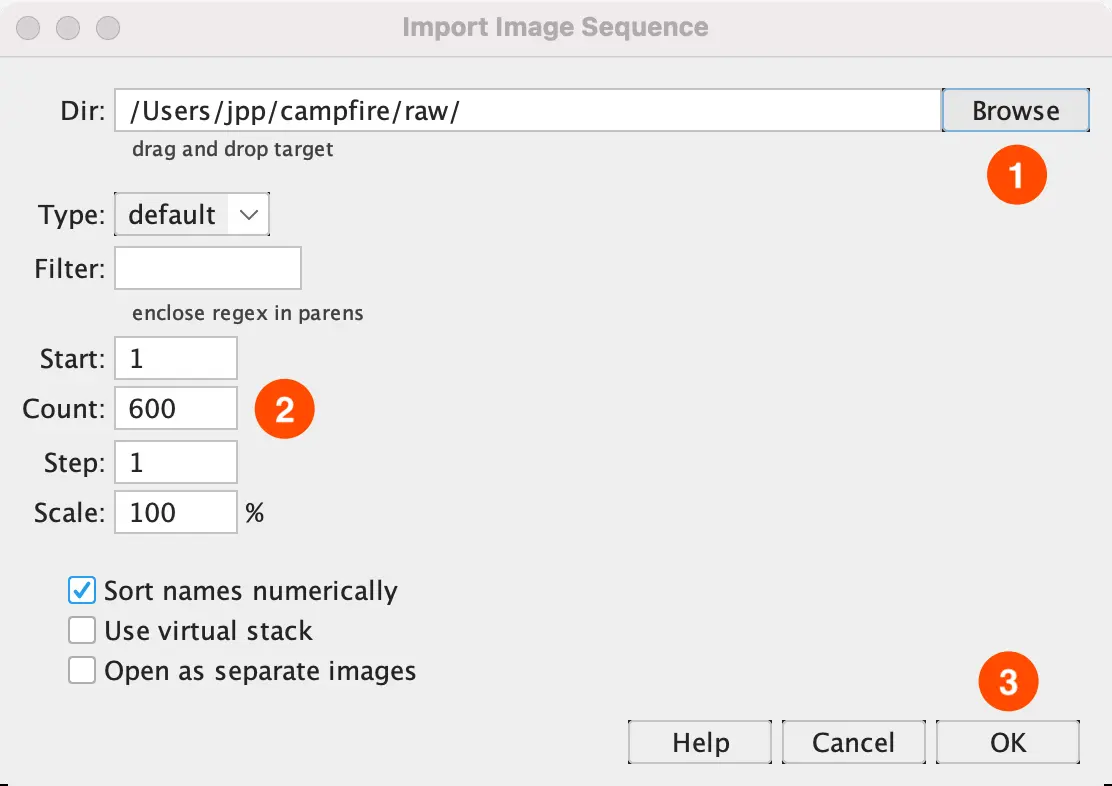 Import Image Sequence
Dir: /Users/jpp/campfire/raw/ Browse
drag and drop target
1
Type: default
Filter:
enclose regex in parens
Start: 1
Count: 600 2
Step: 1
Scale: 100 %
Sort names numerically
Use virtual stack
Open as separate images
3
Help Cancel OK